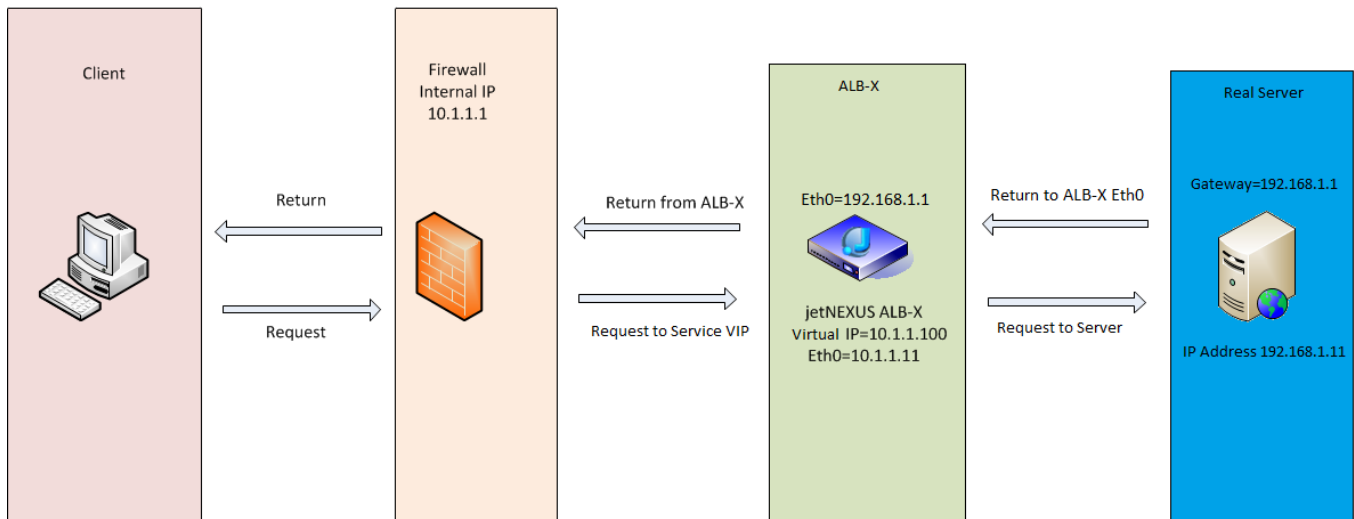 Client
Firewall
Internal IP
10.1.1.1
Return
Request
Return from ALB-X
Request to Service VIP
ALB-X
Eth0=192.168.1.1
jetNEXUS ALB-X
Virtual IP=10.1.1.100
Eth0=10.1.1.11
Return to ALB-X Eth0
Request to Server
Real Server
Gateway=192.168.1.1
IP Address 192.168.1.11